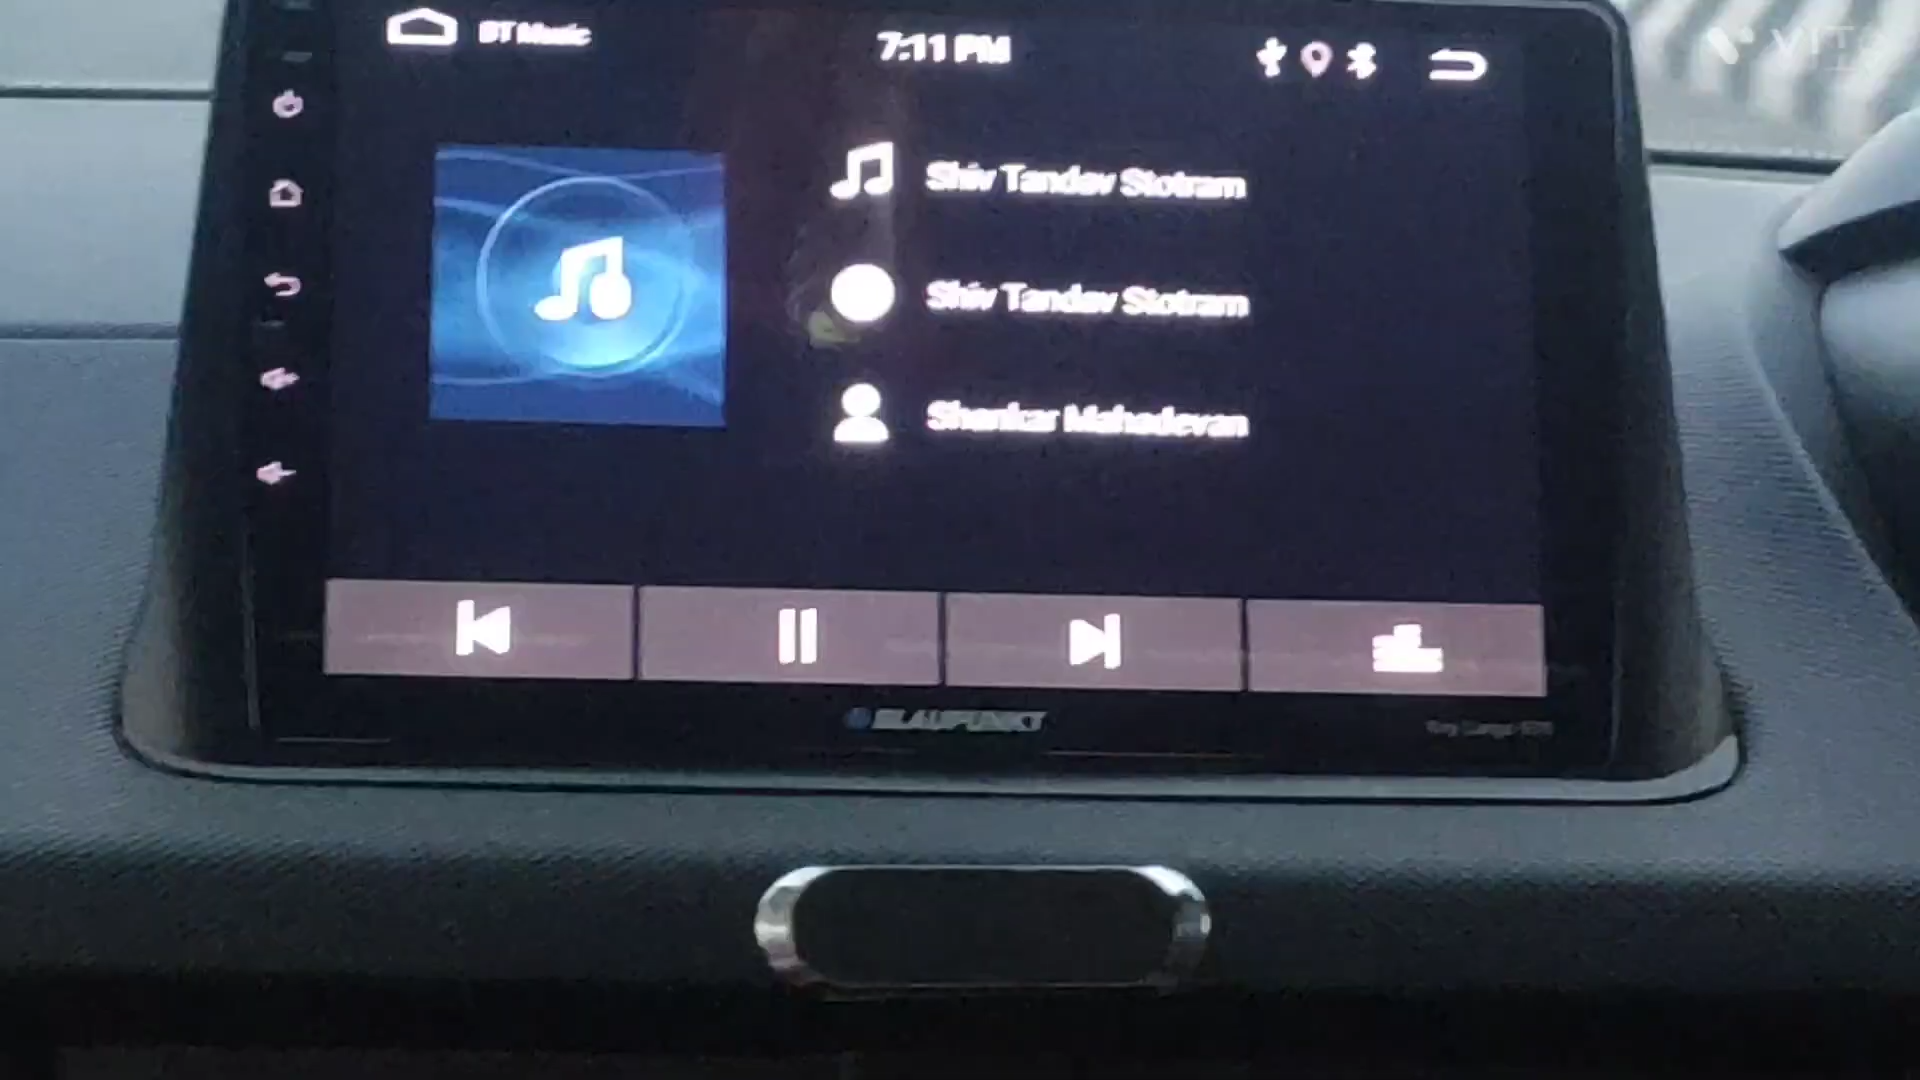 BT Music
7:11 PM
Shiv Tandav Stotram
Shiv Tandav Stotram
Shankar Mahadevan
BLAUPUNKT